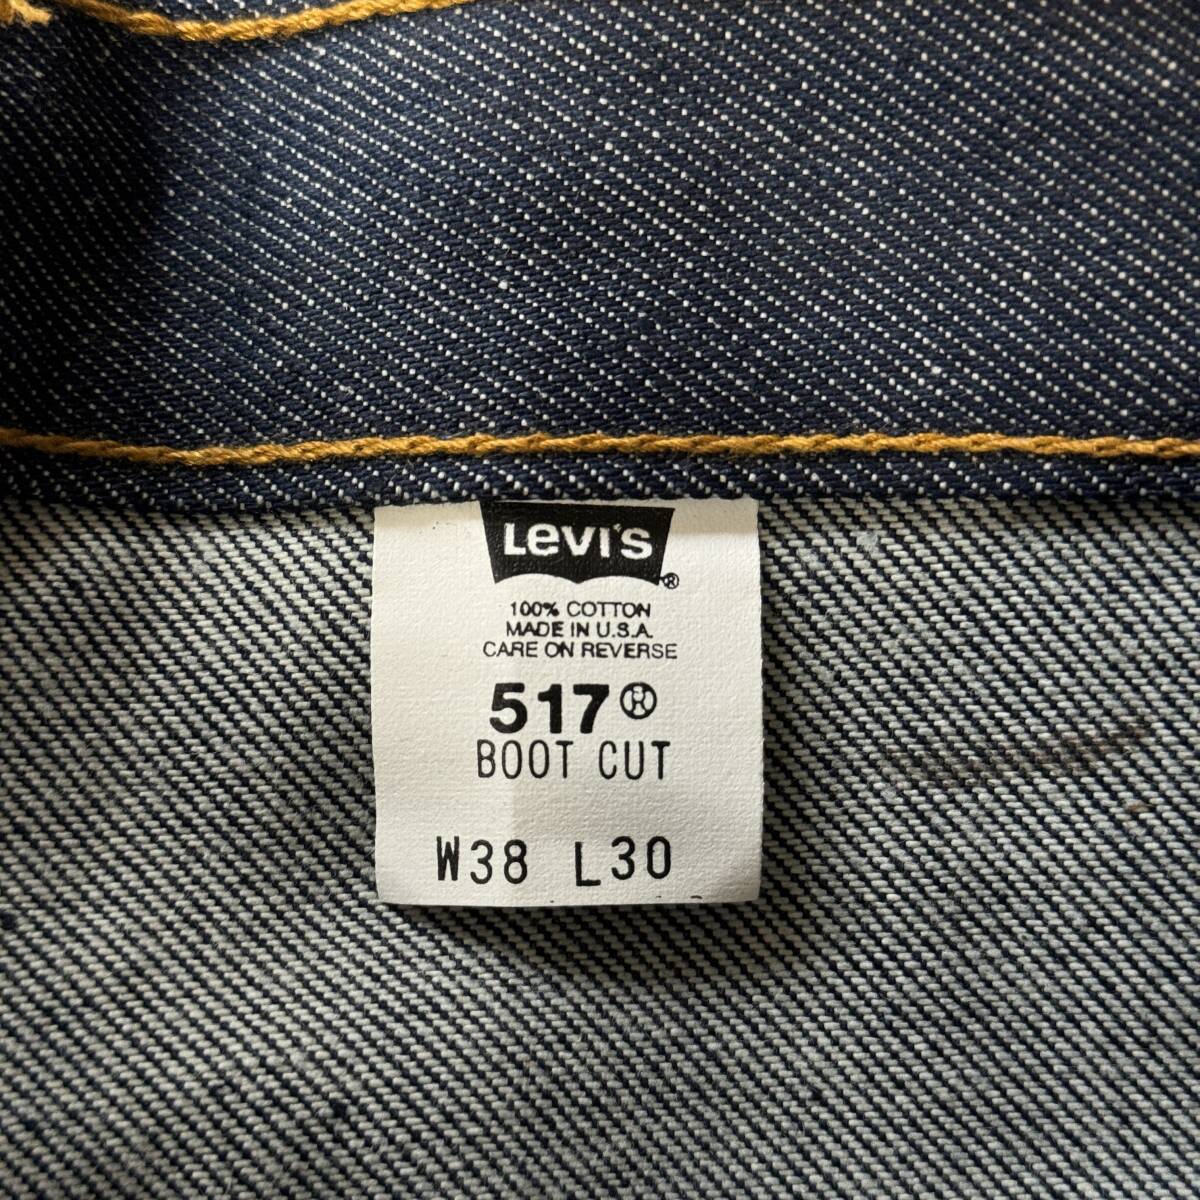 Levi's ®
100% COTTON
MADE IN U.S.A.
CARE ON REVERSE
517®
BOOT CUT
W38 L30